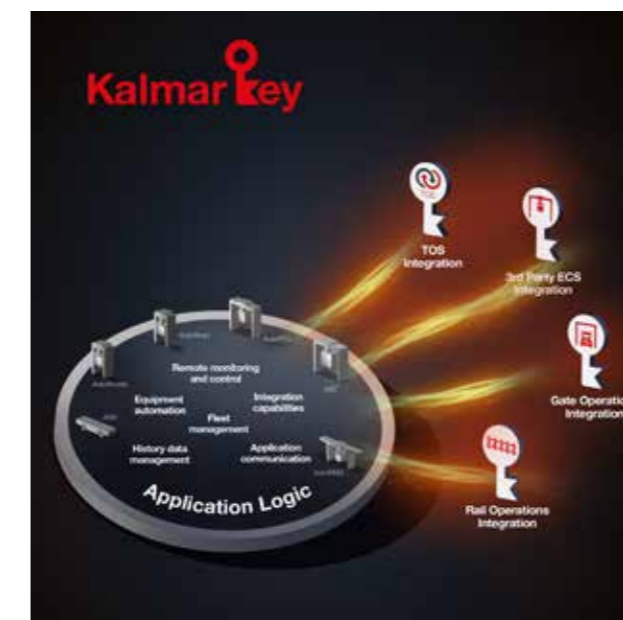 Kalmar Key
TOS
TOS
Integration
3rd Party ECS
Integration
Gate Operatio
Integration
Rail Operations
Integration
Remote monitoring
and control
Equipment
automation
Integration
capabilities
Fleet
management
History data
management
Application
communication
Application Logic